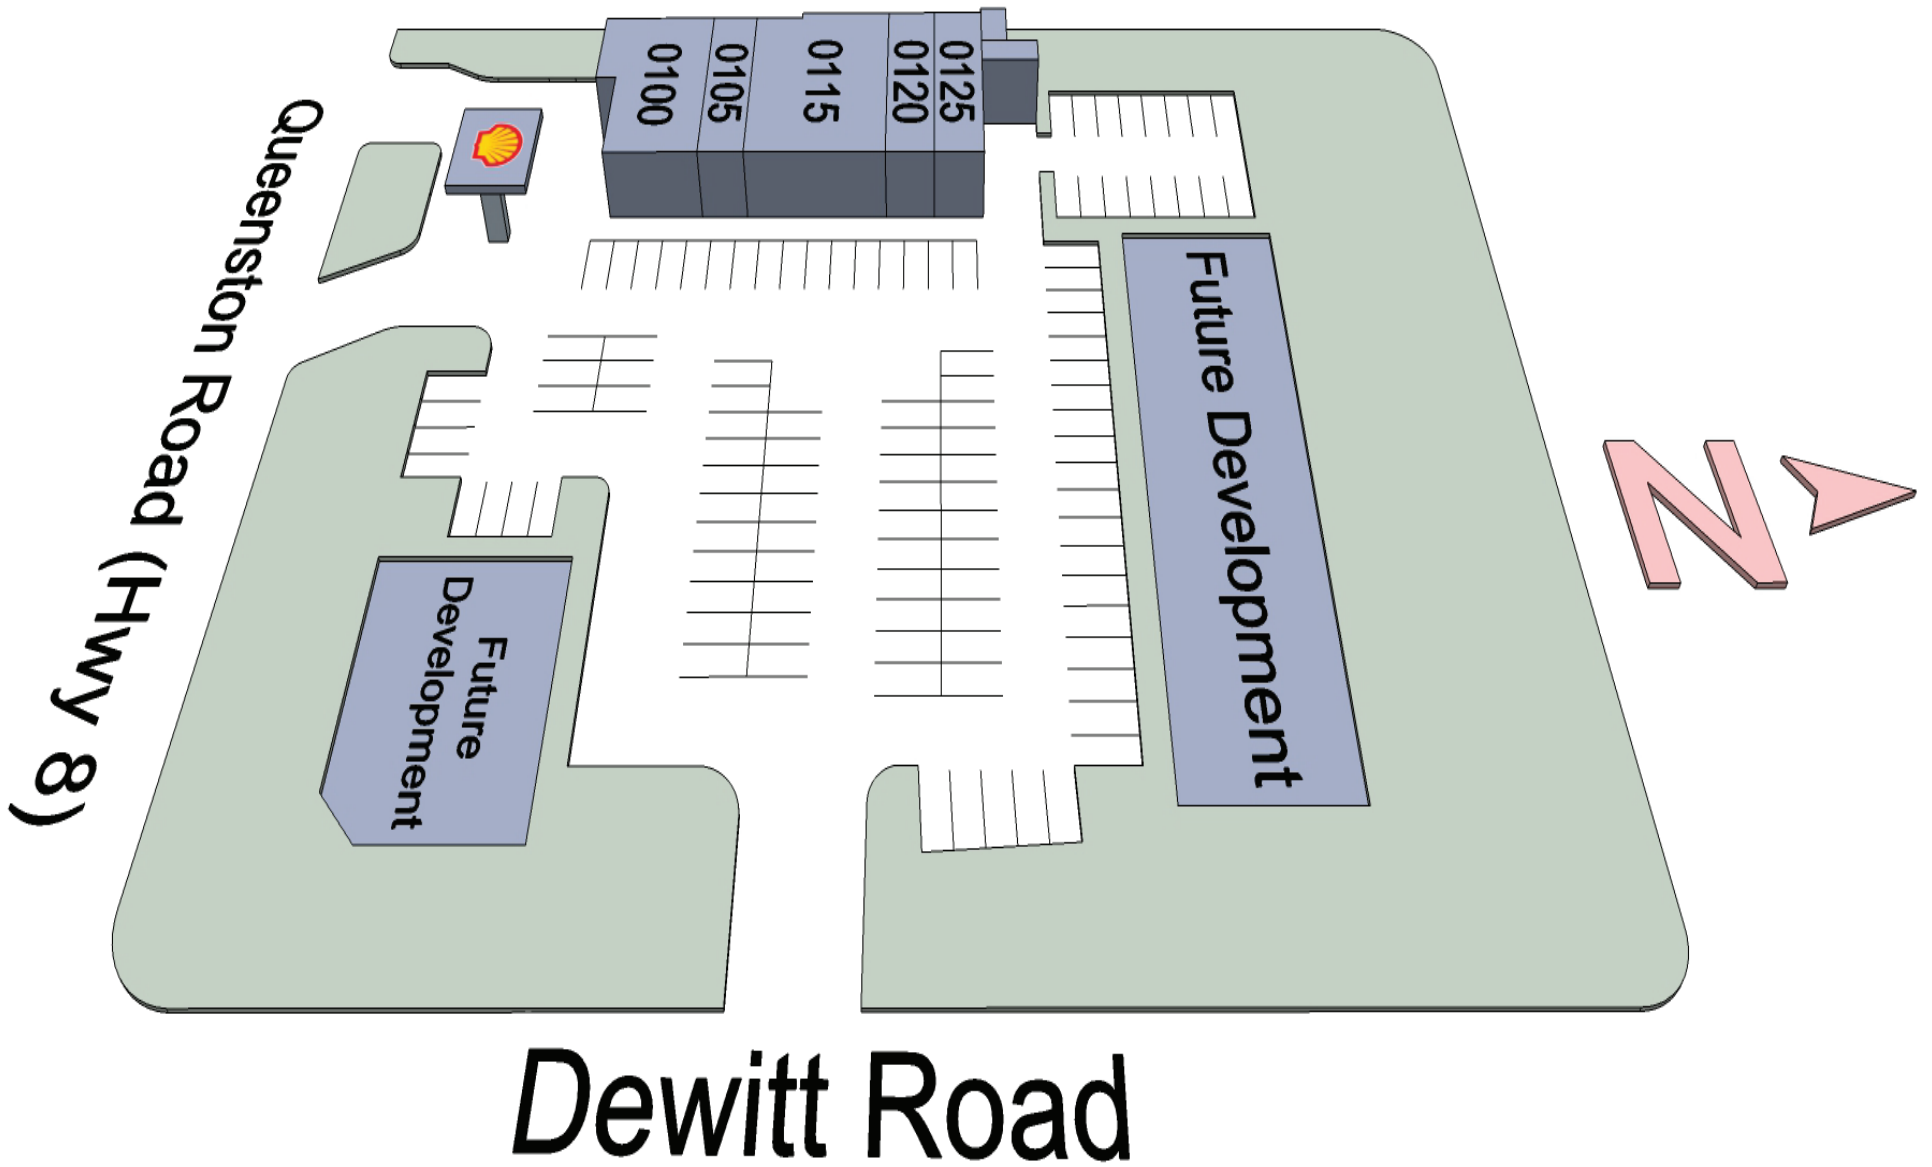 0100
0105
0115
0120
0125
Queenston Road (Hwy 8)
Future Development
Future
Development
N
Dewitt Road